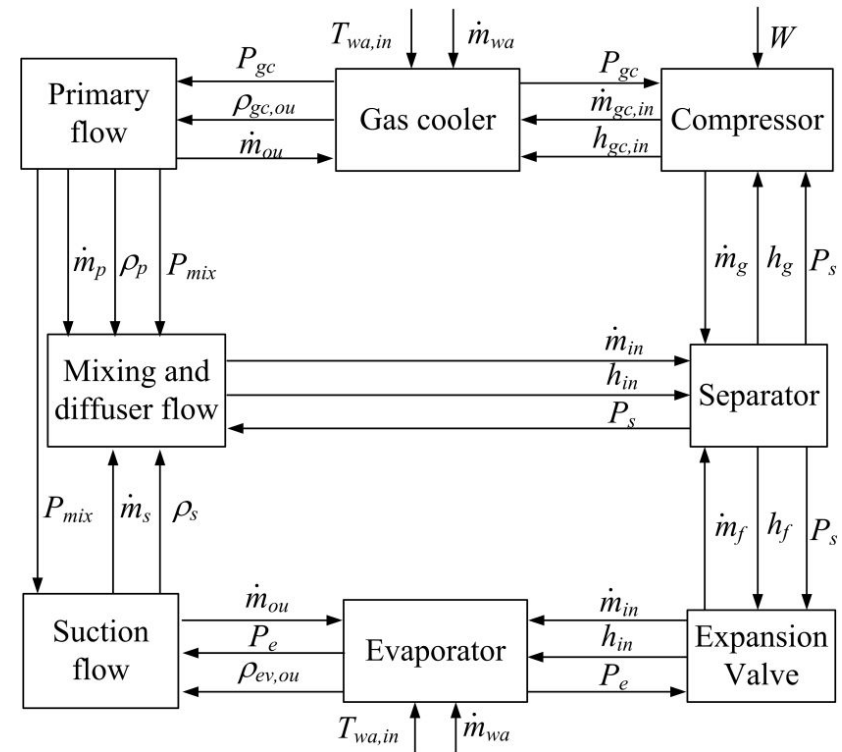 T_{wa,in} ṁ_{wa} W
P_{gc} P_{gc}
Primary flow
ρ_{gc,ou} Gas cooler ṁ_{gc,in} Compressor
ṁ_{ou} h_{gc,in}
ṁ_p ρ_p P_{mix} ṁ_g h_g P_s
Mixing and diffuser flow
ṁ_{in}
h_{in} Separator
P_s
P_{mix} ṁ_s ρ_s ṁ_f h_f P_s
Suction flow
ṁ_{ou} ṁ_{in}
P_e Evaporator h_{in} Expansion Valve
ρ_{ev,ou} P_e
T_{wa,in} ṁ_{wa}